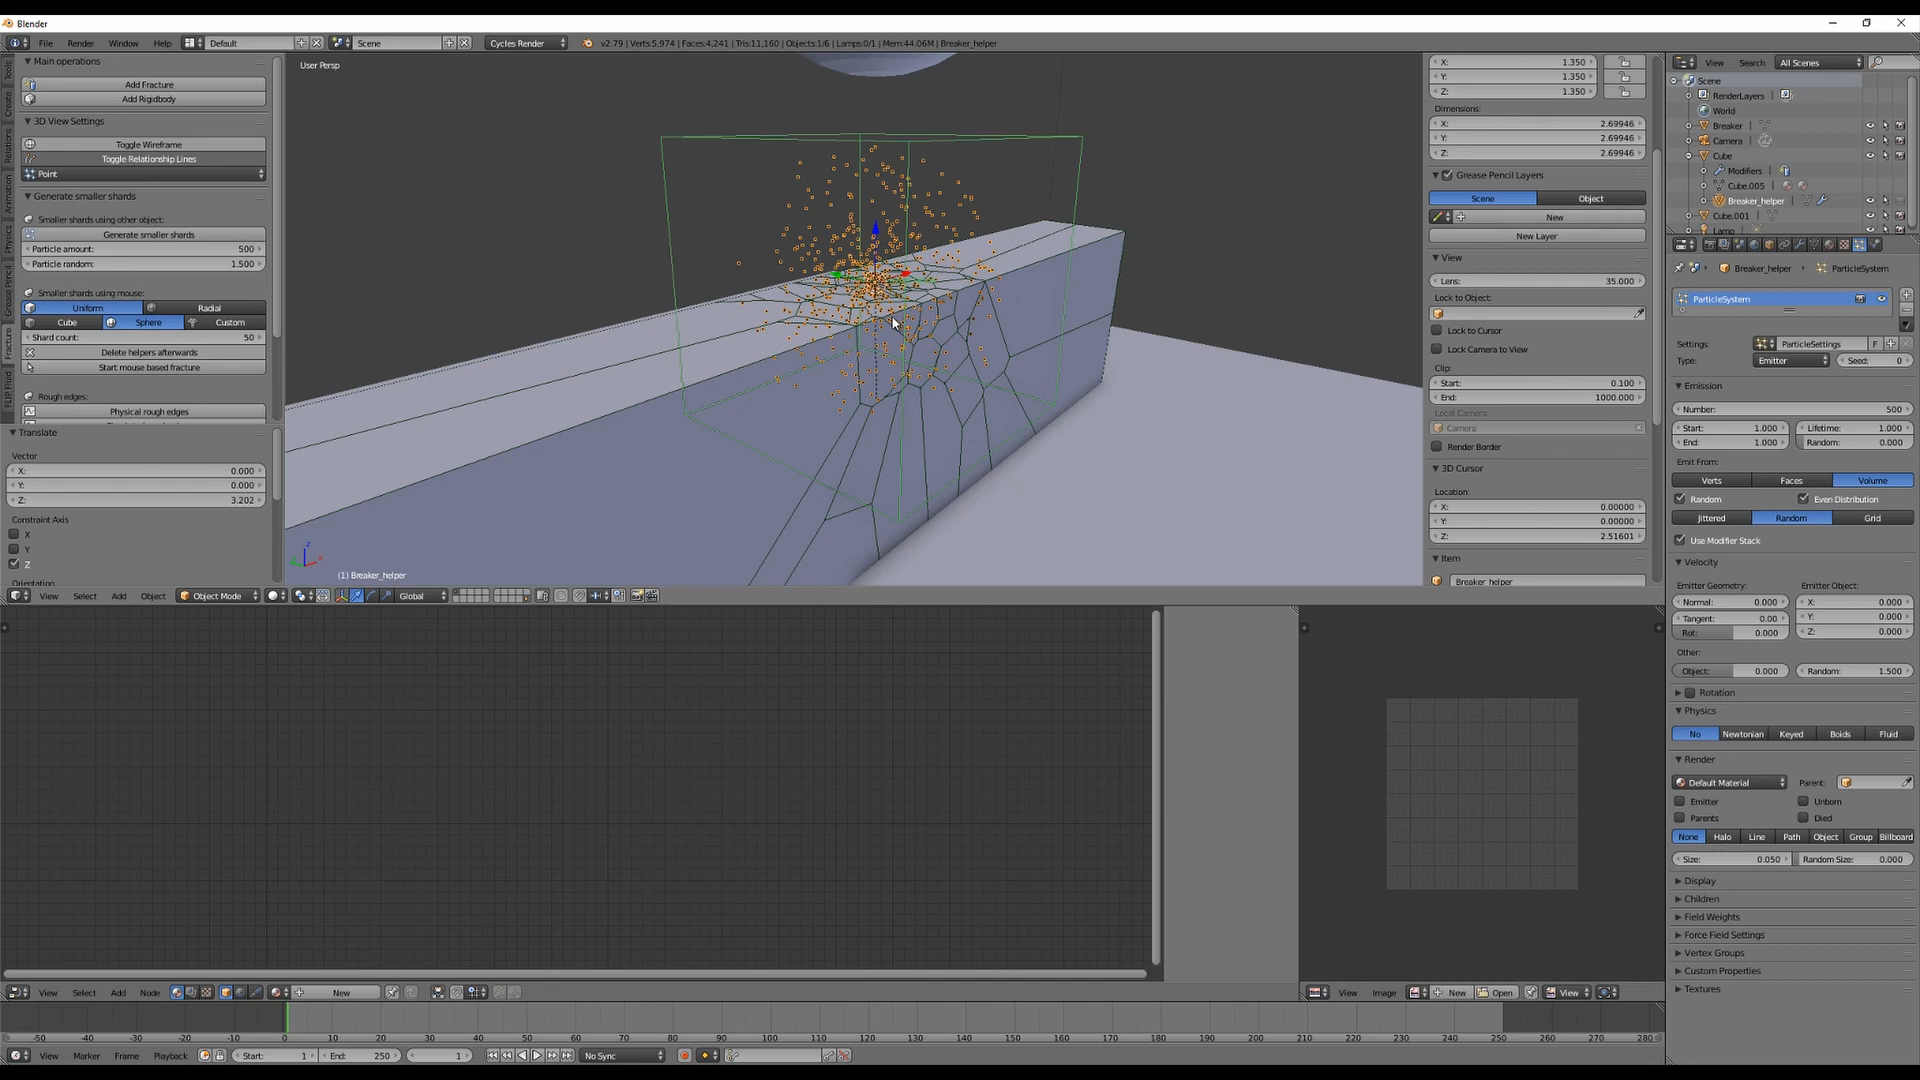 Blender
File Render Window Help Default Scene Cycles Render v2.79 | Verts:5,974 | Faces:4,241 | Tris:11,160 | Objects:1/6 | Lamps:0/1 | Mem:44.06M | Breaker_helper
Tools
Create
Relations
Animation
Physics
Grease Pencil
Fracture
FLIP Fluid
Main operations
Add Fracture
Add Rigidbody
3D View Settings
Toggle Wireframe
Toggle Relationship Lines
Point
Generate smaller shards
Smaller shards using other object:
Generate smaller shards
Particle amount: 500
Particle random: 1.500
Smaller shards using mouse:
Uniform Radial
Cube Sphere Custom
Shard count: 50
Delete helpers afterwards
Start mouse based fracture
Rough edges:
Physical rough edges
Translate
Vector
X: 0.000
Y: 0.000
Z: 3.202
Constraint Axis
X
Y
Z
Orientation
User Persp
(1) Breaker_helper
View Select Add Object Object Mode Global
X: 1.350
Y: 1.350
Z: 1.350
Dimensions:
X: 2.69946
Y: 2.69946
Z: 2.69946
Grease Pencil Layers
Scene Object
New
New Layer
View
Lens: 35.000
Lock to Object:
Lock to Cursor
Lock Camera to View
Clip:
Start: 0.100
End: 1000.000
Local Camera:
Camera
Render Border
3D Cursor
Location:
X: 0.00000
Y: 0.00000
Z: 2.51601
Item
Breaker helper
View Search All Scenes
Scene
RenderLayers
World
Breaker
Camera
Cube
Modifiers
Cube.005
Breaker_helper
Cube.001
Lamp
Breaker_helper ParticleSystem
ParticleSystem
Settings: ParticleSettings F
Type: Emitter Seed: 0
Emission
Number: 500
Start: 1.000 Lifetime: 1.000
End: 1.000 Random: 0.000
Emit From:
Verts Faces Volume
Random Even Distribution
Jittered Random Grid
Use Modifier Stack
Velocity
Emitter Geometry: Emitter Object:
Normal: 0.000 X: 0.000
Tangent: 0.00 Y: 0.000
Rot: 0.000 Z: 0.000
Other:
Object: 0.000 Random: 1.500
Rotation
Physics
No Newtonian Keyed Boids Fluid
Render
Default Material Parent:
Emitter Unborn
Parents Died
None Halo Line Path Object Group Billboard
Size: 0.050 Random Size: 0.000
Display
Children
Field Weights
Force Field Settings
Vertex Groups
Custom Properties
Textures
View Select Add Node New
View Image New Open View
-50 -40 -30 -20 -10 0 10 20 30 40 50 60 70 80 90 100 110 120 130 140 150 160 170 180 190 200 210 220 230 240 250 260 270 280
View Marker Frame Playback Start: 1 End: 250 1 No Sync